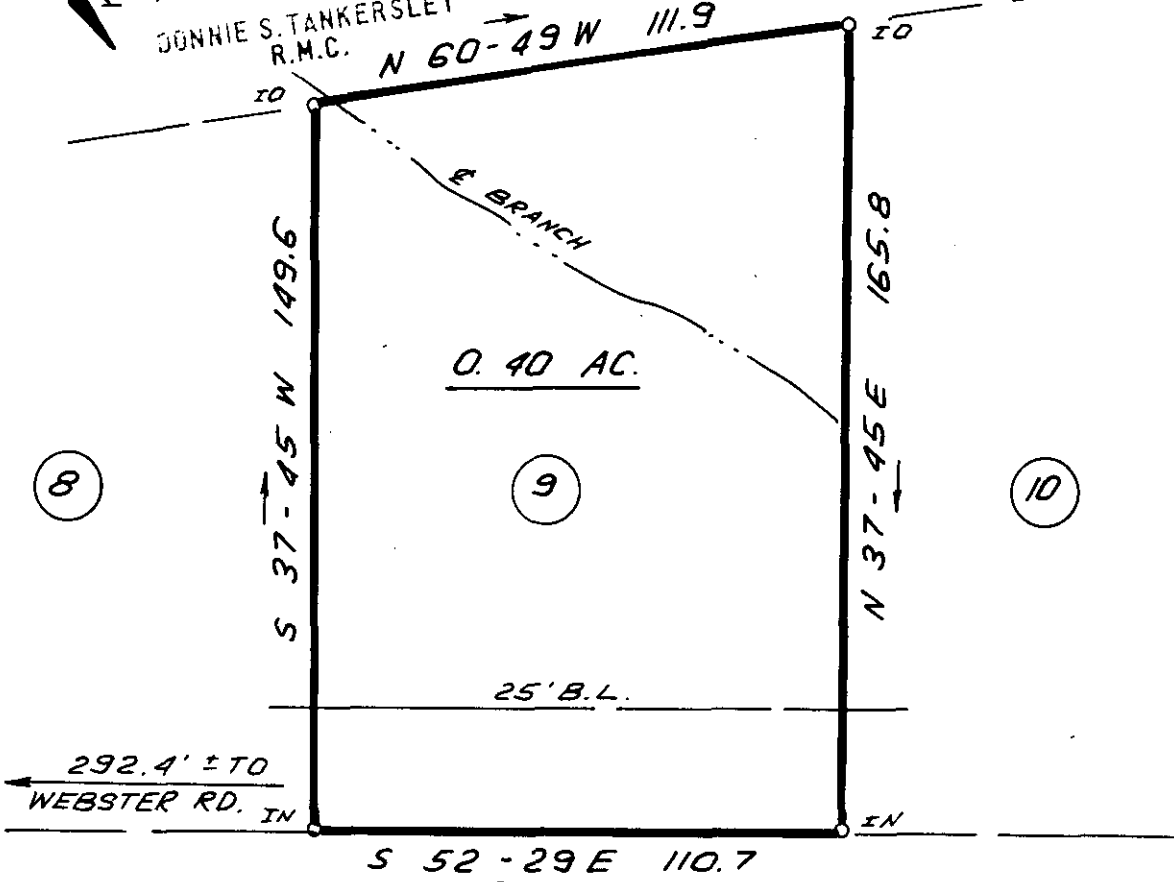 DONNIE S. TANKERSLEY
R.M.C.
N 60-49 W 111.9
IO
IO
⅊ BRANCH
S 37-45 W 149.6
N 37-45 E 165.8
0.40 AC.
8
9
10
25' B.L.
292.4' ± TO
WEBSTER RD.
IN
IN
S 52-29 E 110.7